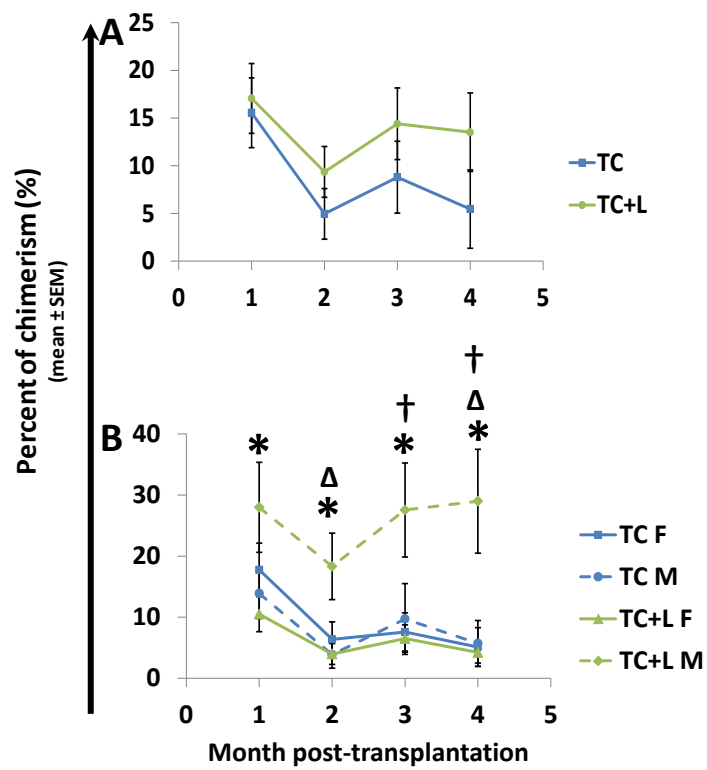 A
25
20
15
10
5
0
0 1 2 3 4 5
TC
TC+L
Percent of chimerism (%)
(mean ± SEM)
B
†
† Δ
* Δ * *
*
40
30
20
10
0
0 1 2 3 4 5
TC F
TC M
TC+L F
TC+L M
Month post-transplantation